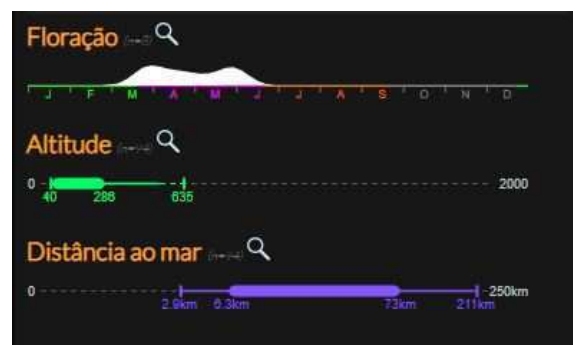 Floração
J F M A M J J A S O N D
Altitude
0 2000
40 286 635
Distância ao mar
0 250km
2.9km 6.3km 73km 211km